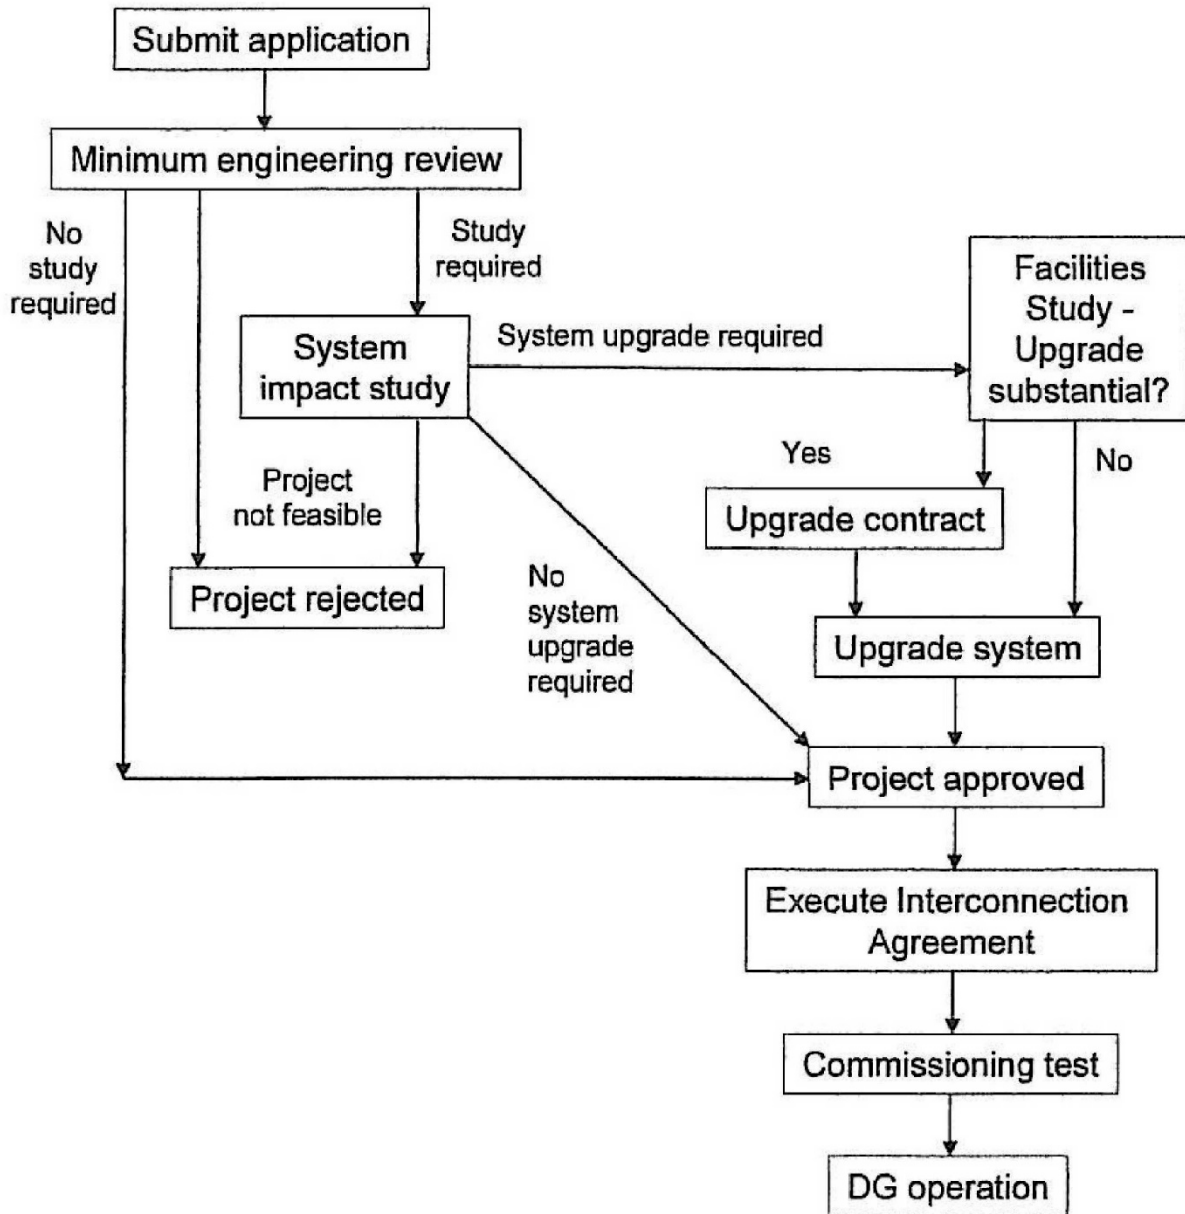 Submit application
Minimum engineering review
No
study
required
Study
required
Facilities
Study -
Upgrade
substantial?
System upgrade required
System
impact study
Yes
No
Project
not feasible
Upgrade contract
Project rejected
No
system
upgrade
required
Upgrade system
Project approved
Execute Interconnection
Agreement
Commissioning test
DG operation